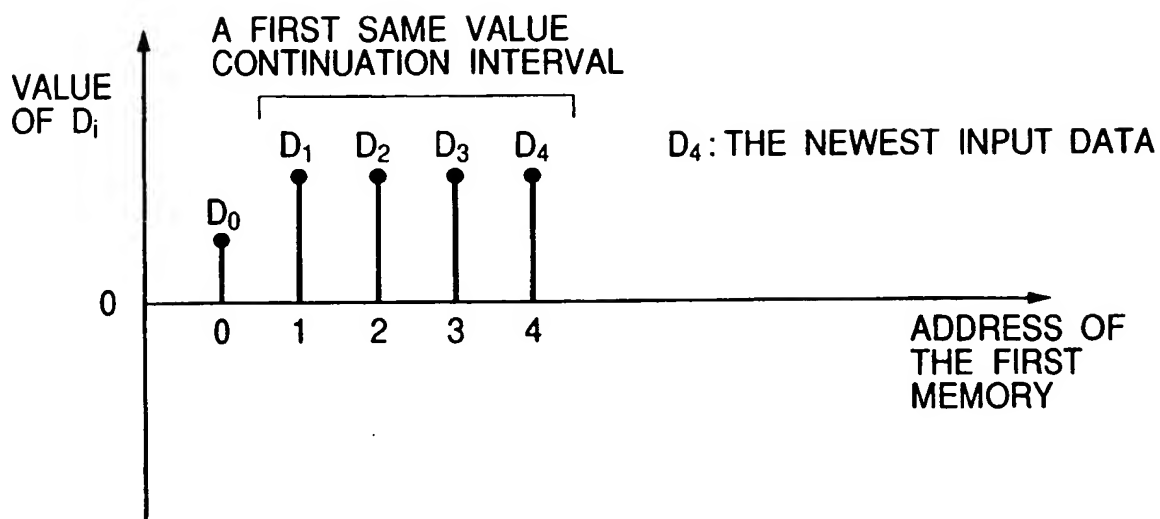 A FIRST SAME VALUE
CONTINUATION INTERVAL
VALUE
OF Di
D1 D2 D3 D4
D4: THE NEWEST INPUT DATA
D0
0
0 1 2 3 4
ADDRESS OF
THE FIRST
MEMORY